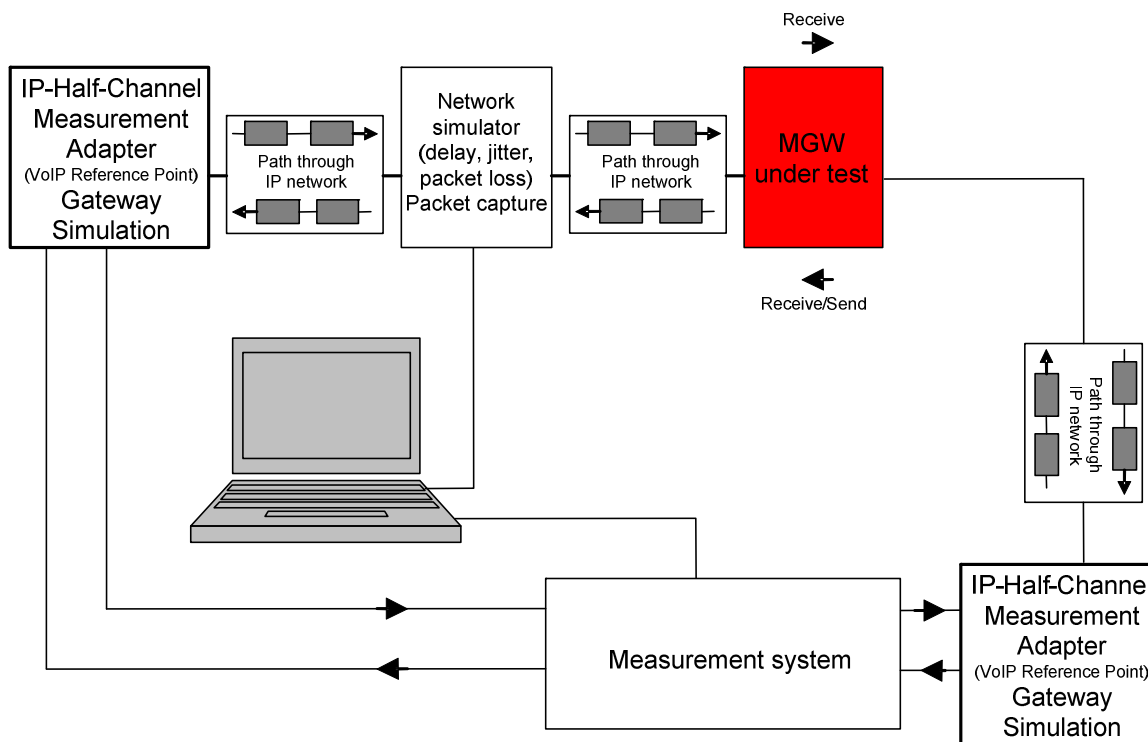 Receive
IP-Half-Channel
Measurement
Adapter
(VoIP Reference Point)
Gateway
Simulation
Path through
IP network
Network
simulator
(delay, jitter,
packet loss)
Packet capture
Path through
IP network
MGW
under test
Receive/Send
Path through
IP network
Measurement system
IP-Half-Channe
Measurement
Adapter
(VoIP Reference Point)
Gateway
Simulation